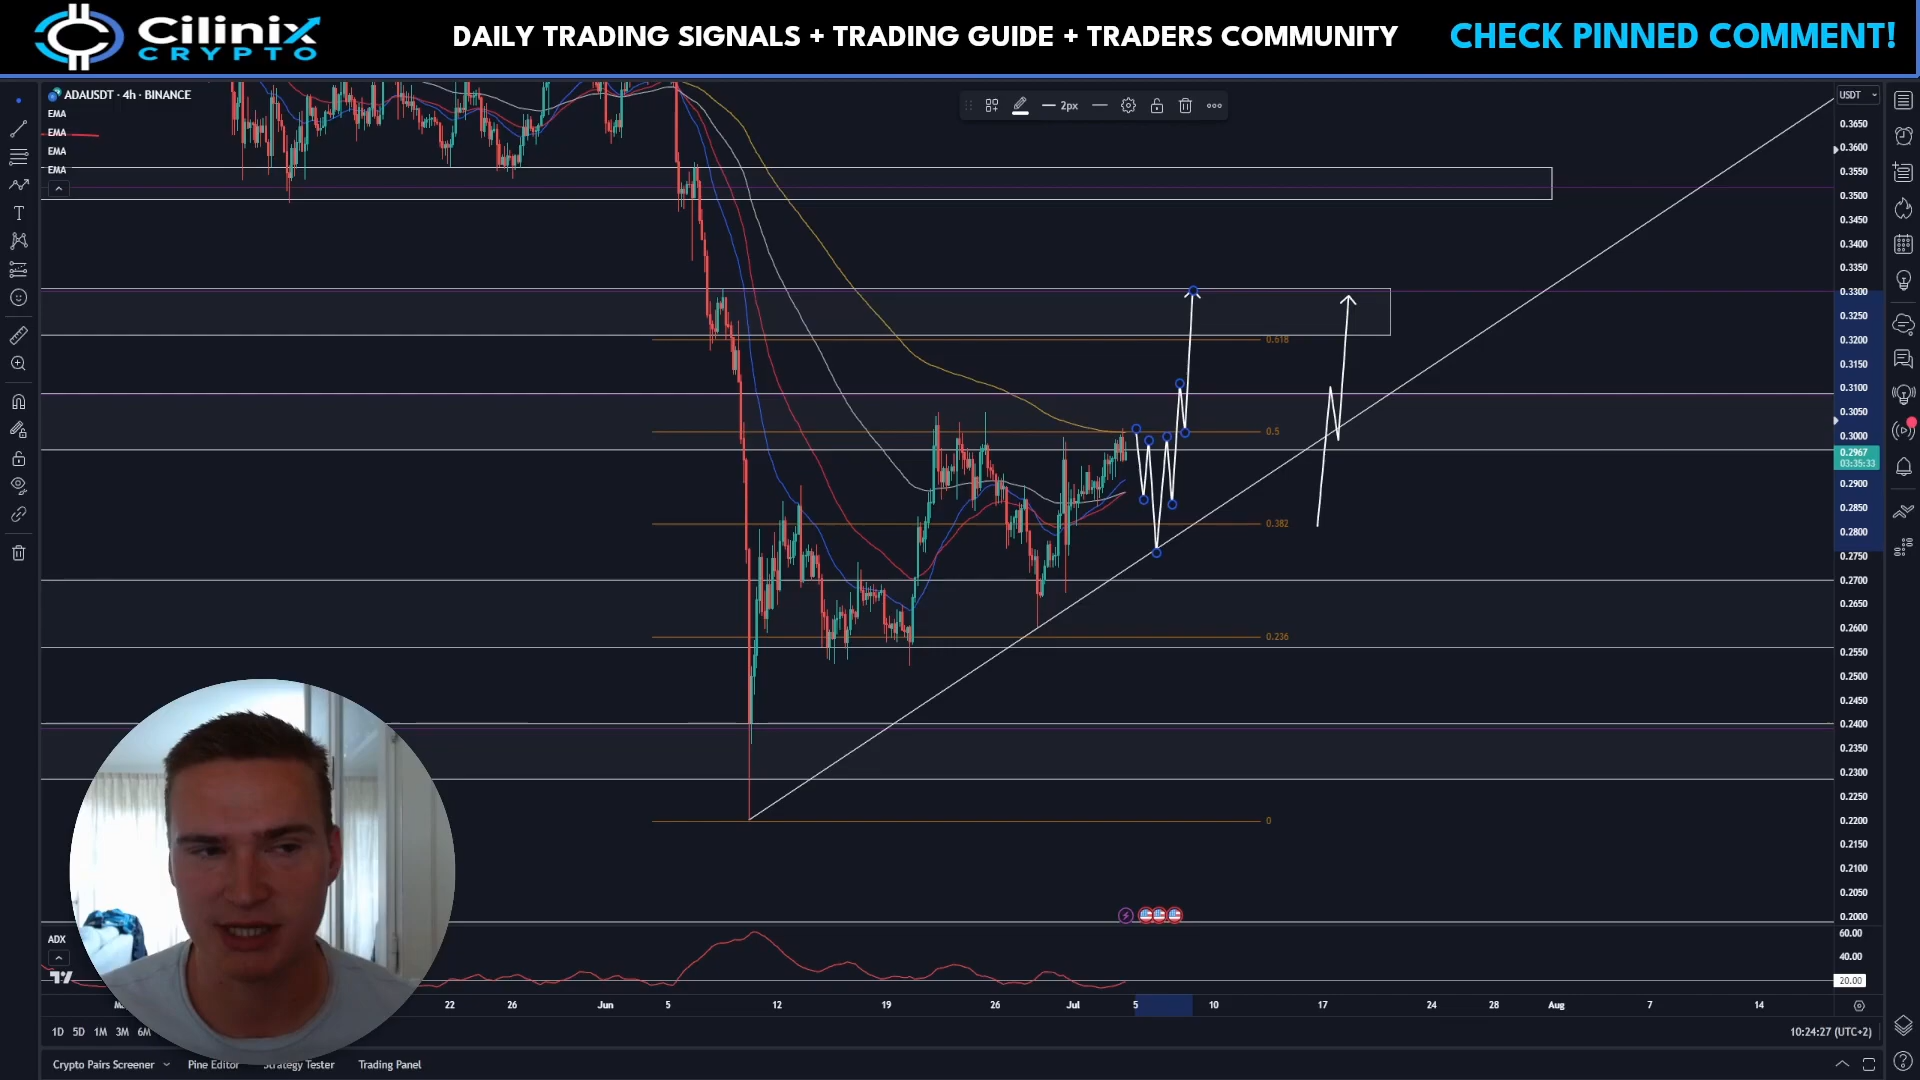 Cilinix
CRYPTO
DAILY TRADING SIGNALS + TRADING GUIDE + TRADERS COMMUNITY
CHECK PINNED COMMENT!
ADAUSDT · 4h · BINANCE
EMA
EMA
EMA
EMA
2px
USDT
0.3650
0.3600
0.3550
0.3500
0.3450
0.3400
0.3350
0.3300
0.3250
0.3200
0.3150
0.3100
0.3050
0.3000
0.2967
03:35:33
0.2900
0.2850
0.2800
0.2750
0.2700
0.2650
0.2600
0.2550
0.2500
0.2450
0.2400
0.2350
0.2300
0.2250
0.2200
0.2150
0.2100
0.2050
0.2000
0.618
0.5
0.382
0.236
0
ADX
60.00
40.00
20.00
22
26
Jun
5
12
19
26
Jul
5
10
17
24
28
Aug
7
14
1D 5D 1M 3M 6M
10:24:27 (UTC+2)
Crypto Pairs Screener
Pine Editor
Strategy Tester
Trading Panel